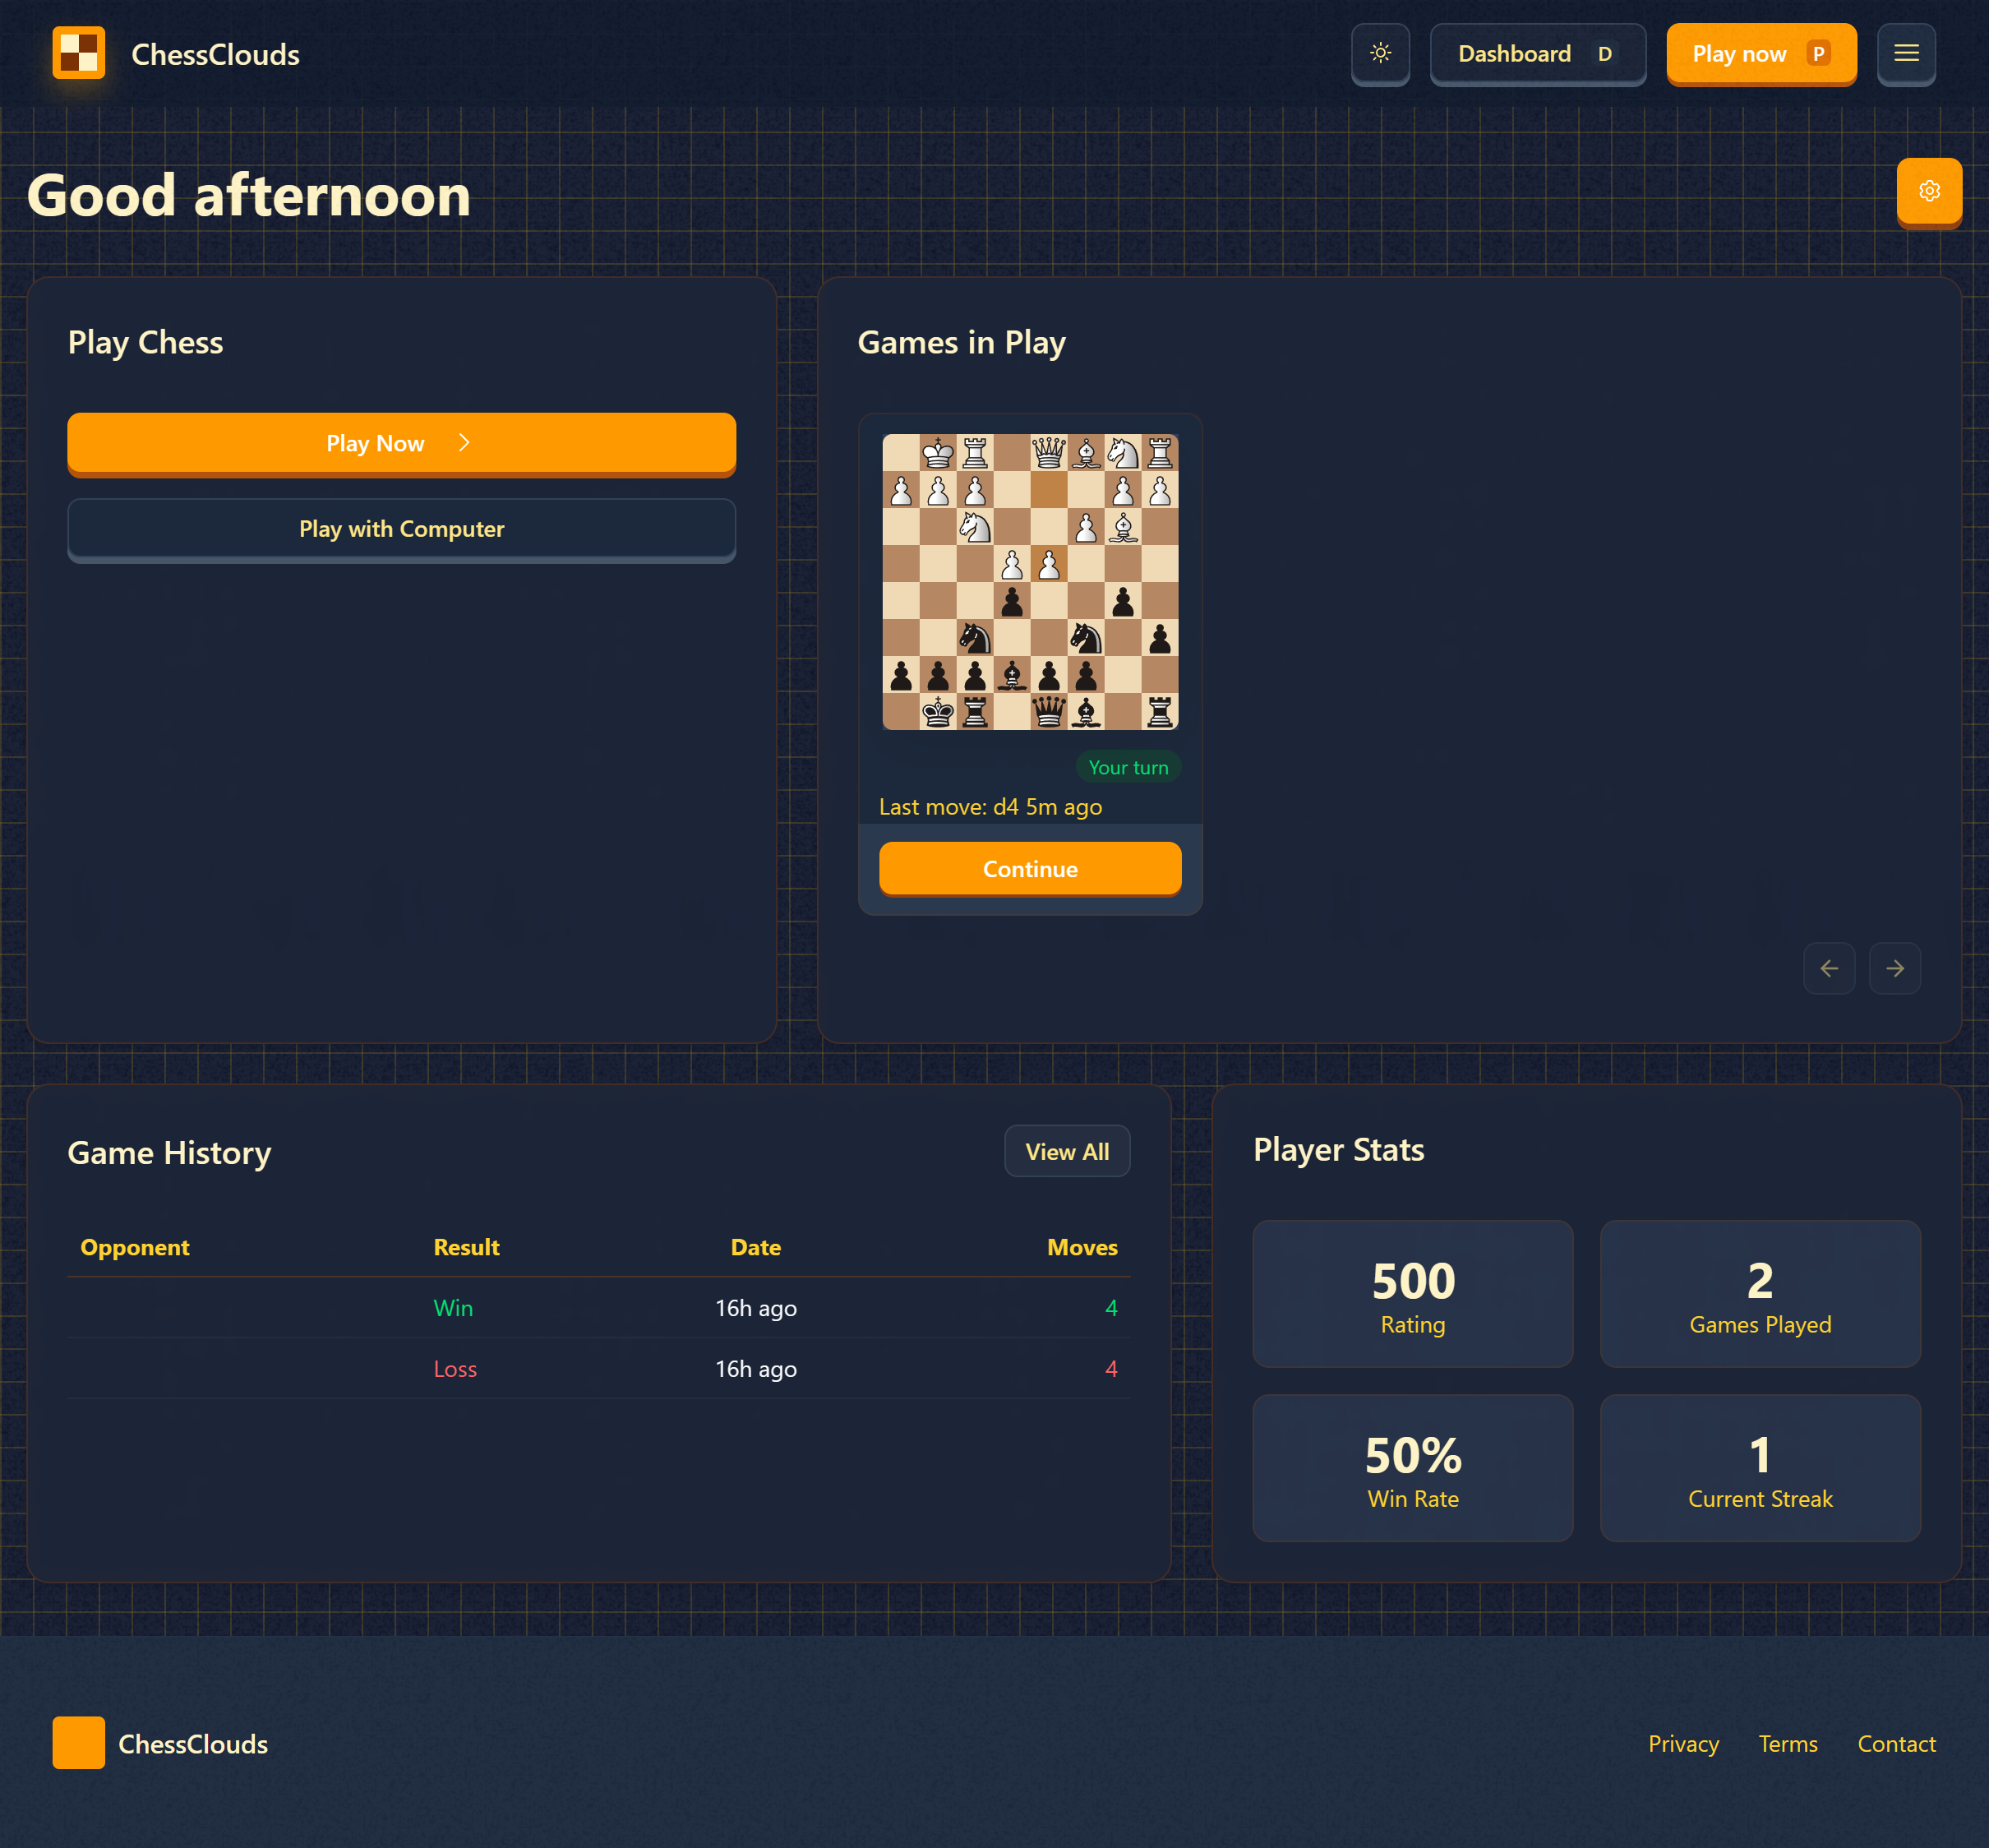 ChessClouds
Dashboard D
Play now P
Good afternoon
Play Chess
Play Now
Play with Computer
Games in Play
Your turn
Last move: d4 5m ago
Continue
Game History
View All
Opponent Result Date Moves
Win 16h ago 4
Loss 16h ago 4
Player Stats
500
Rating
2
Games Played
50%
Win Rate
1
Current Streak
ChessClouds
Privacy Terms Contact